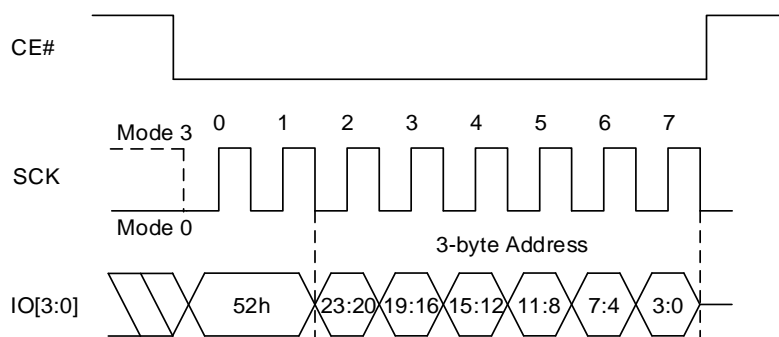 CE#
Mode 3 0 1 2 3 4 5 6 7
SCK
Mode 0
3-byte Address
IO[3:0] 52h 23:20 19:16 15:12 11:8 7:4 3:0